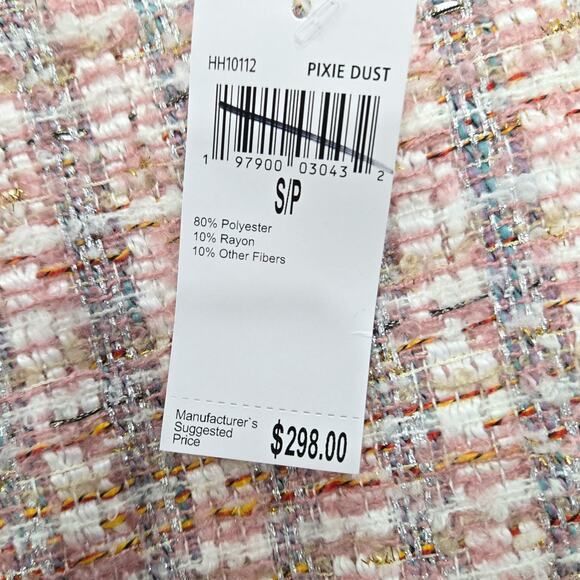 HH10112 PIXIE DUST
1 97900 03043 2
S/P
80% Polyester
10% Rayon
10% Other Fibers
Manufacturer`s
Suggested
Price
$298.00